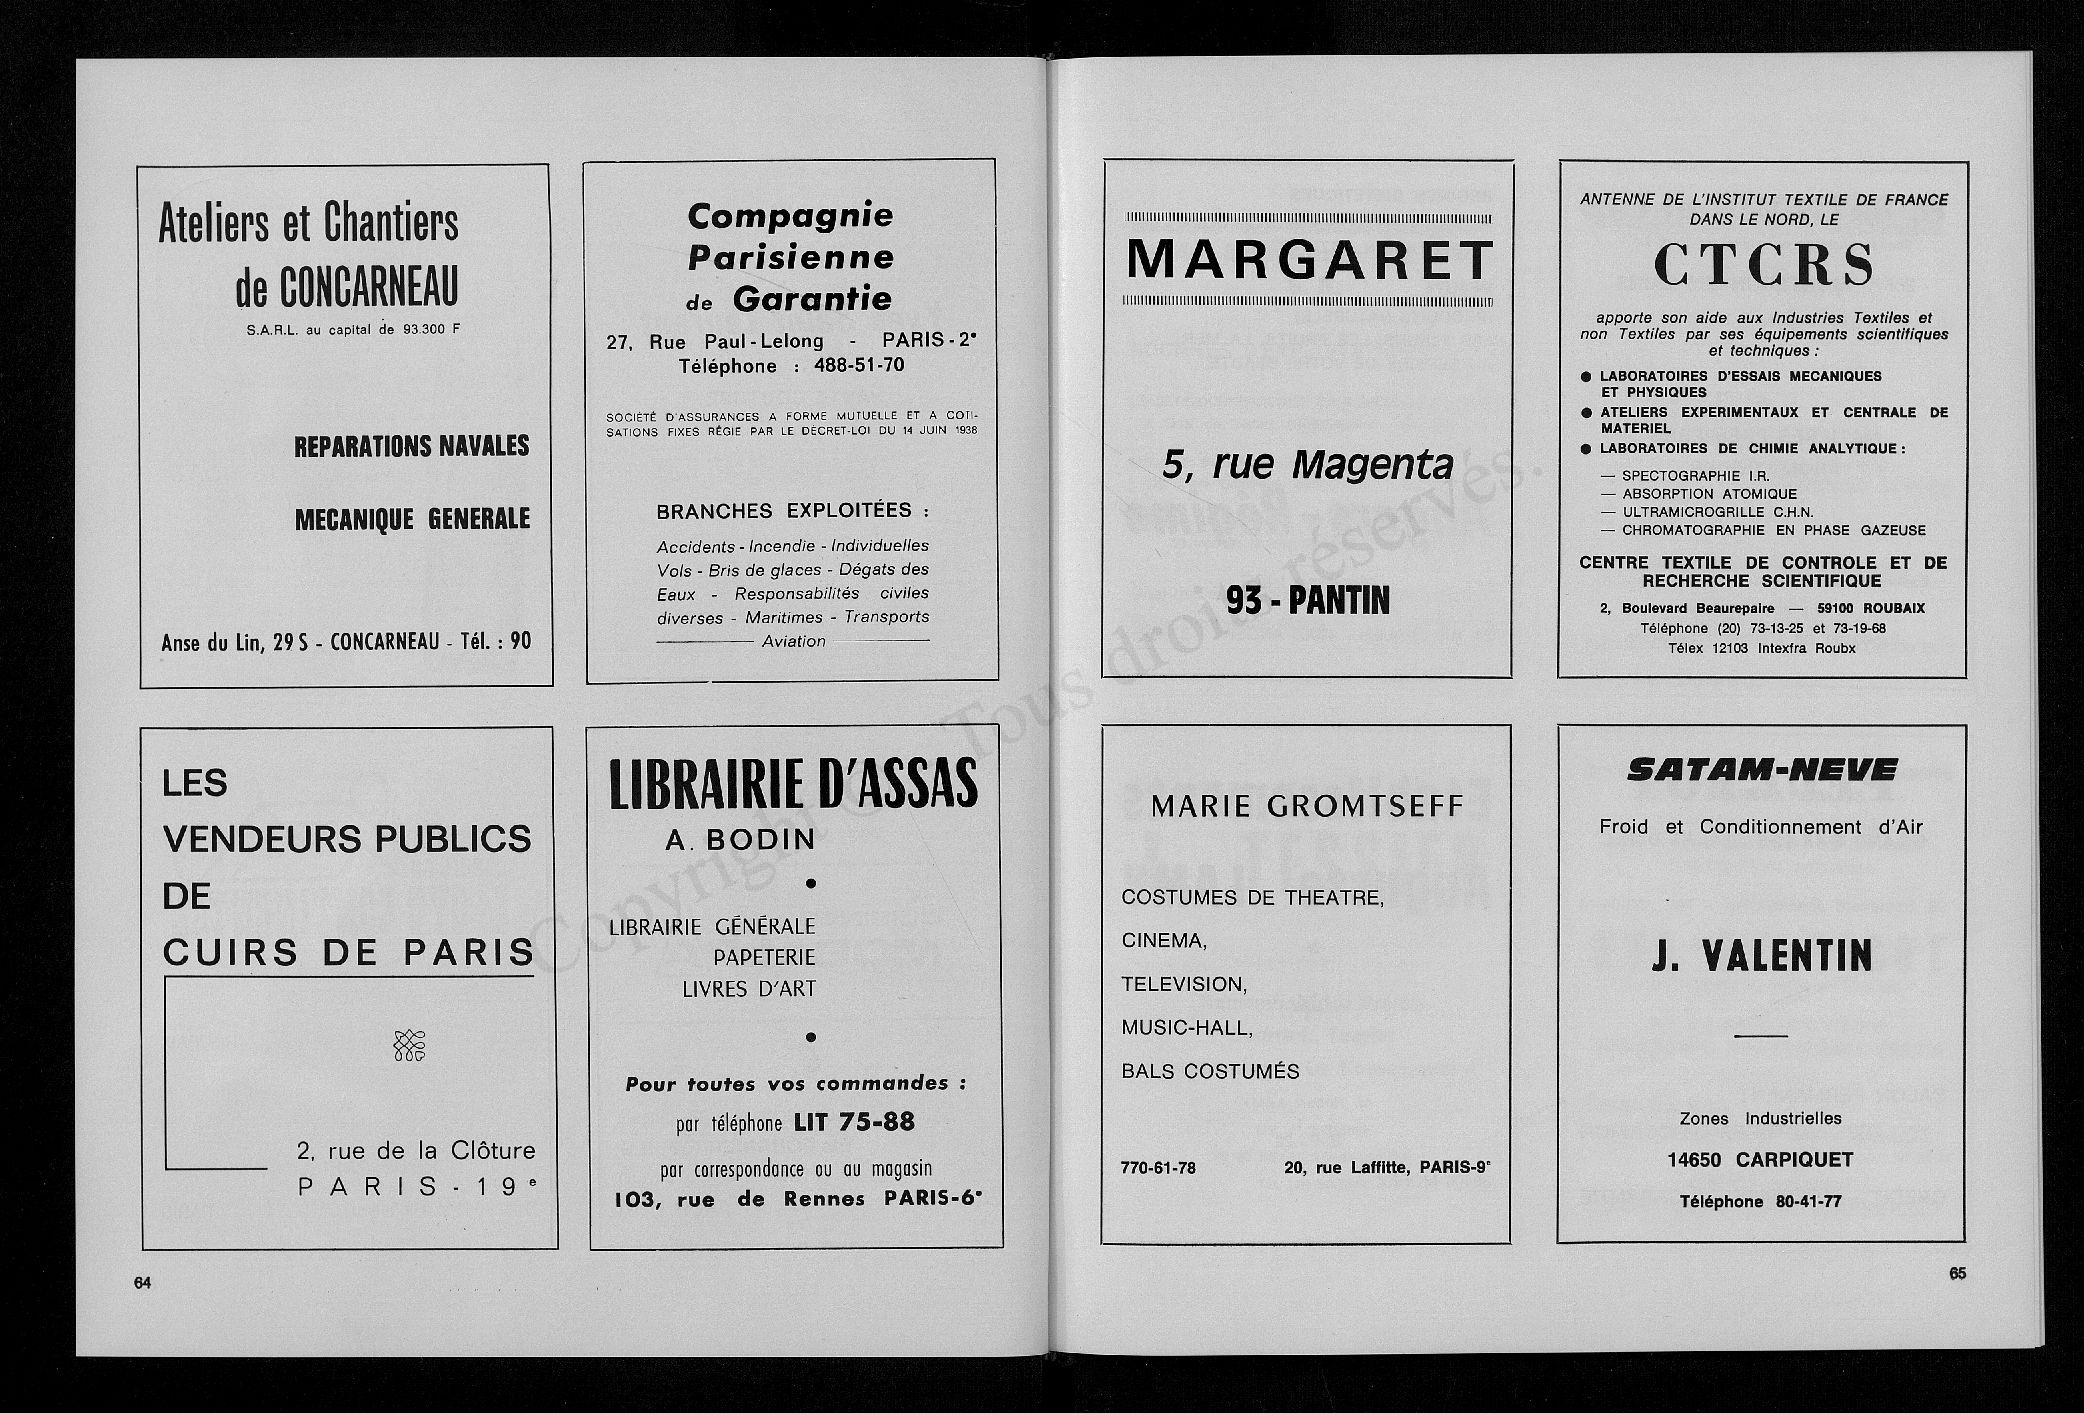 Ateliers et Chantiers
de CONCARNEAU
S.A.R.L. au capital de 93.300 F
REPARATIONS NAVALES
MECANIQUE GENERALE
Anse du Lin, 29 S - CONCARNEAU - Tél. : 90
Compagnie
Parisienne
de Garantie
27, Rue Paul-Lelong - PARIS-2e
Téléphone : 488-51-70
SOCIÉTÉ D'ASSURANCES A FORME MUTUELLE ET A COTI-
SATIONS FIXES RÉGIE PAR LE DECRET-LOI DU 14 JUIN 1938
BRANCHES EXPLOITÉES :
Accidents - Incendie - Individuelles
Vols - Bris de glaces - Dégats des
Eaux - Responsabilités civiles
diverses - Maritimes - Transports
Aviation
LES
VENDEURS PUBLICS
DE
CUIRS DE PARIS
2, rue de la Clôture
PARIS-19e
LIBRAIRIE D'ASSAS
A. BODIN
LIBRAIRIE GÉNÉRALE
PAPETERIE
LIVRES D'ART
Pour toutes vos commandes :
par téléphone LIT 75-88
par correspondance ou au magasin
103, rue de Rennes PARIS-6e
64
MARGARET
5, rue Magenta
93 - PANTIN
ANTENNE DE L'INSTITUT TEXTILE DE FRANCE
DANS LE NORD, LE
CTCRS
apporte son aide aux Industries Textiles et
non Textiles par ses équipements scientifiques
et techniques :
● LABORATOIRES D'ESSAIS MECANIQUES
ET PHYSIQUES
● ATELIERS EXPERIMENTAUX ET CENTRALE DE
MATERIEL
● LABORATOIRES DE CHIMIE ANALYTIQUE :
— SPECTOGRAPHIE I.R.
— ABSORPTION ATOMIQUE
— ULTRAMICROGRILLE C.H.N.
— CHROMATOGRAPHIE EN PHASE GAZEUSE
CENTRE TEXTILE DE CONTROLE ET DE
RECHERCHE SCIENTIFIQUE
2, Boulevard Beaurepaire — 59100 ROUBAIX
Téléphone (20) 73-13-25 et 73-19-68
Télex 12103 Intexfra Roubx
MARIE GROMTSEFF
COSTUMES DE THEATRE,
CINEMA,
TELEVISION,
MUSIC-HALL,
BALS COSTUMÉS
770-61-78 20, rue Laffitte, PARIS-9e
SATAM-NEVE
Froid et Conditionnement d'Air
J. VALENTIN
Zones Industrielles
14650 CARPIQUET
Téléphone 80-41-77
65
Copyright © Tous droits réservés.